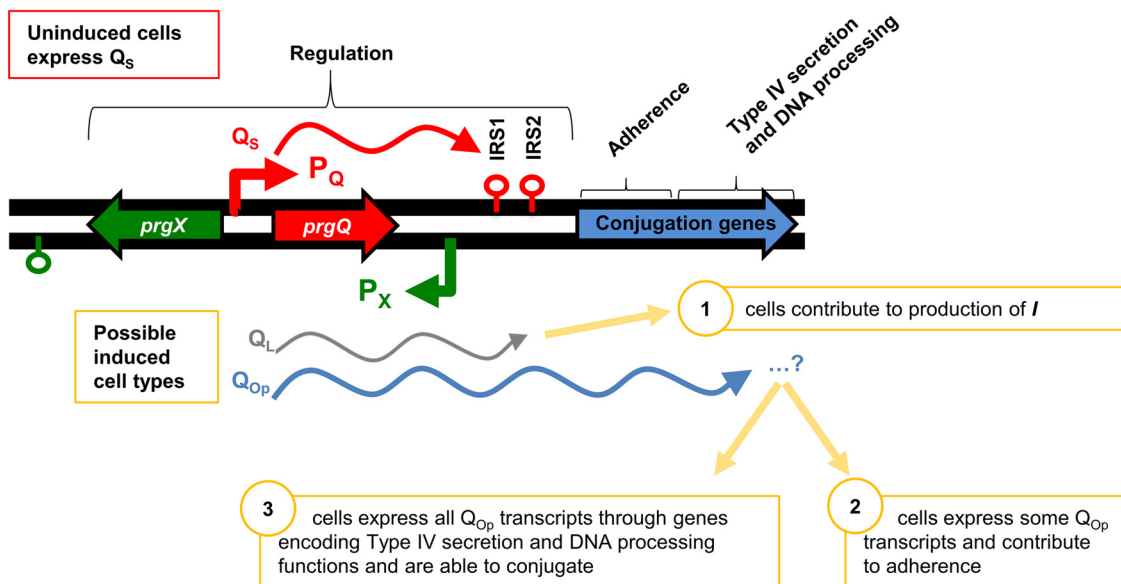 Uninduced cells
express QS
Regulation
Adherence
Type IV secretion
and DNA processing
QS
IRS1
IRS2
PQ
prgX
prgQ
Conjugation genes
PX
Possible
induced
cell types
QL
QOp
...?
1
cells contribute to production of I
3
cells express all QOp transcripts through genes
encoding Type IV secretion and DNA processing
functions and are able to conjugate
2
cells express some QOp
transcripts and contribute
to adherence